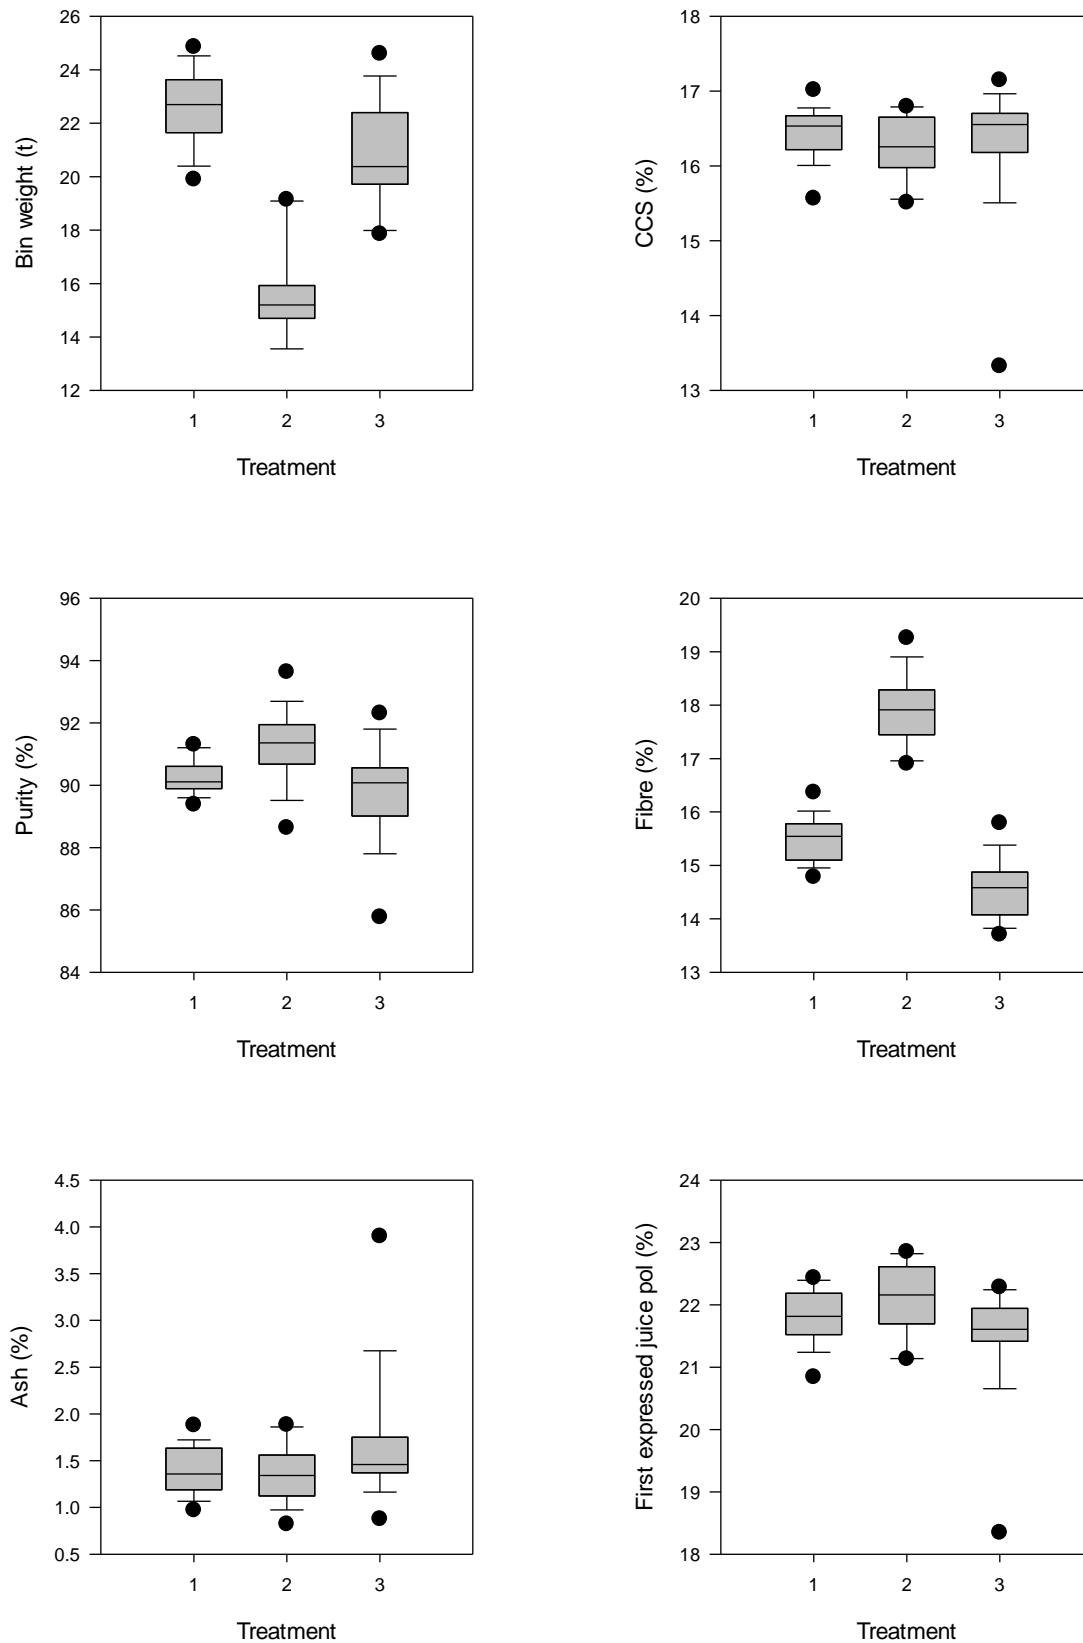 26
24
22
20
18
16
14
12
Bin weight (t)
1 2 3
Treatment
18
17
16
15
14
13
CCS (%)
1 2 3
Treatment
96
94
92
90
88
86
84
Purity (%)
1 2 3
Treatment
20
19
18
17
16
15
14
13
Fibre (%)
1 2 3
Treatment
4.5
4.0
3.5
3.0
2.5
2.0
1.5
1.0
0.5
Ash (%)
1 2 3
Treatment
24
23
22
21
20
19
18
First expressed juice pol (%)
1 2 3
Treatment